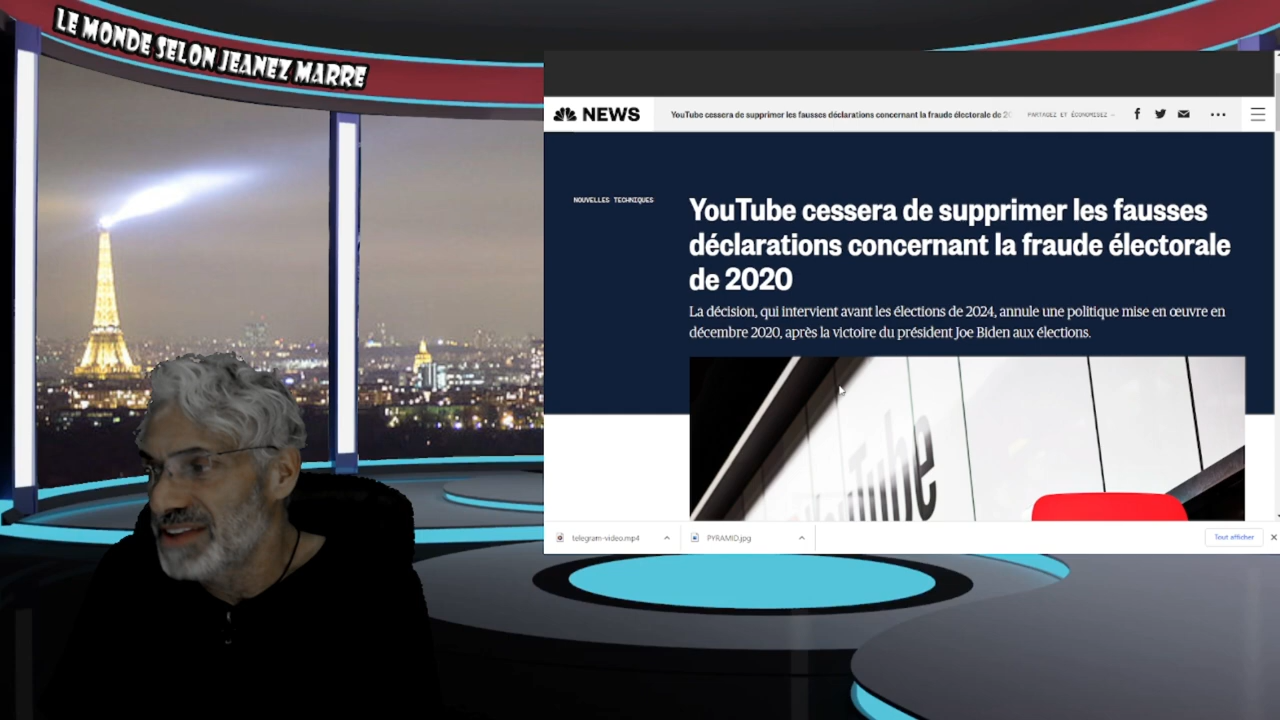 LE MONDE SELON JEANEZ MARRE
NEWS
YouTube cessera de supprimer les fausses déclarations concernant la fraude électorale de 20
PARTAGEZ ET ÉCONOMISEZ
NOUVELLES TECHNIQUES
YouTube cessera de supprimer les fausses
déclarations concernant la fraude électorale
de 2020
La décision, qui intervient avant les élections de 2024, annule une politique mise en œuvre en
décembre 2020, après la victoire du président Joe Biden aux élections.
YouTube
telegram-video.mp4
PYRAMID.jpg
Tout afficher